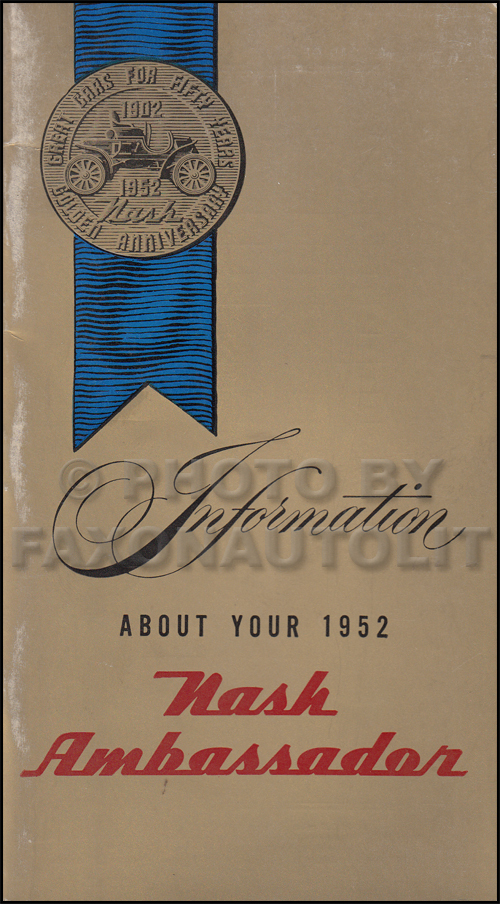 GREAT CARS FOR FIFTY YEARS
1902
1952
Nash
GOLDEN ANNIVERSARY
Information
© PHOTO BY
FAXONAUTOLIT
ABOUT YOUR 1952
Nash
Ambassador